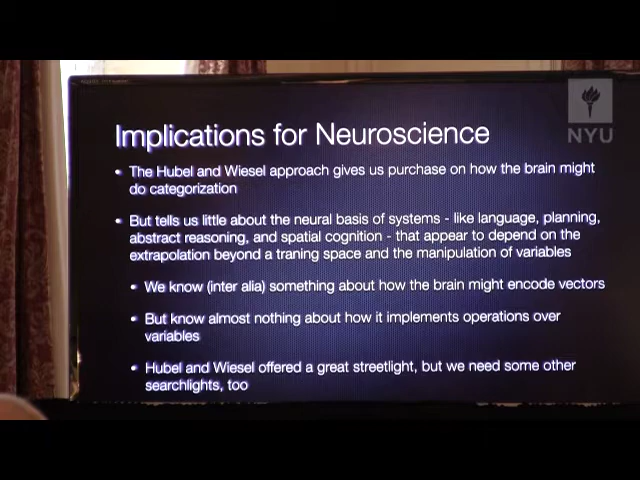 NYU
Implications for Neuroscience
• The Hubel and Wiesel approach gives us purchase on how the brain might
do categorization
• But tells us little about the neural basis of systems - like language, planning,
abstract reasoning, and spatial cognition - that appear to depend on the
extrapolation beyond a traning space and the manipulation of variables
• We know (inter alia) something about how the brain might encode vectors
• But know almost nothing about how it implements operations over
variables
• Hubel and Wiesel offered a great streetlight, but we need some other
searchlights, too